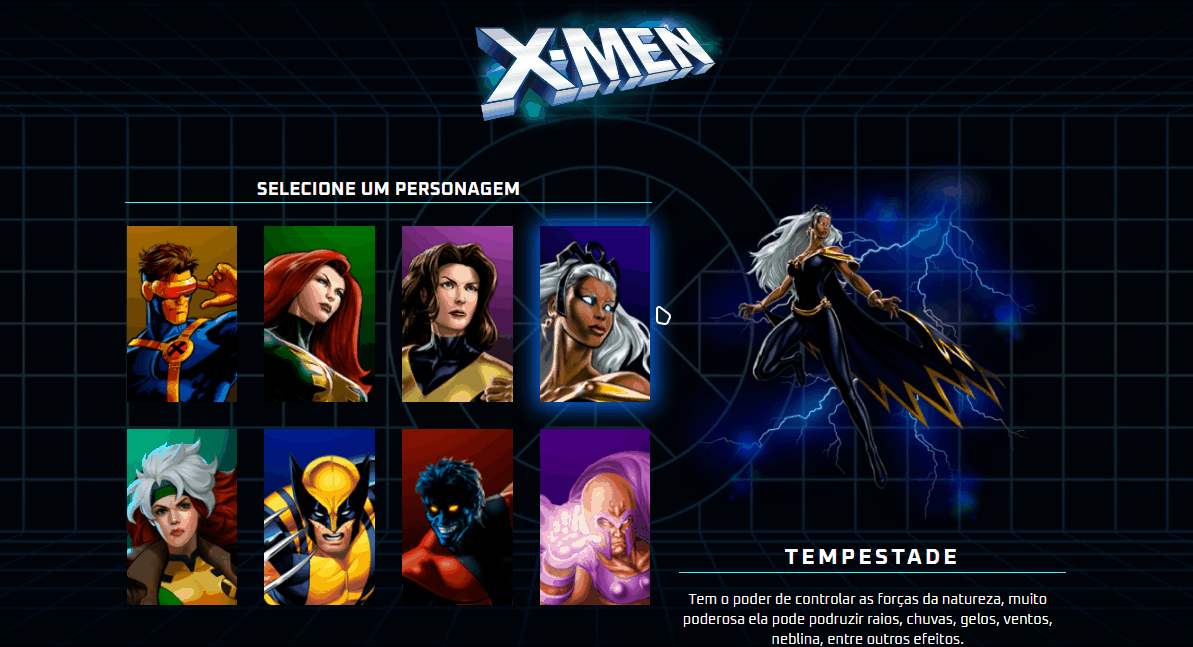 X-MEN
SELECIONE UM PERSONAGEM
TEMPESTADE
Tem o poder de controlar as forças da natureza, muito
poderosa ela pode podruzir raios, chuvas, gelos, ventos,
neblina, entre outros efeitos.